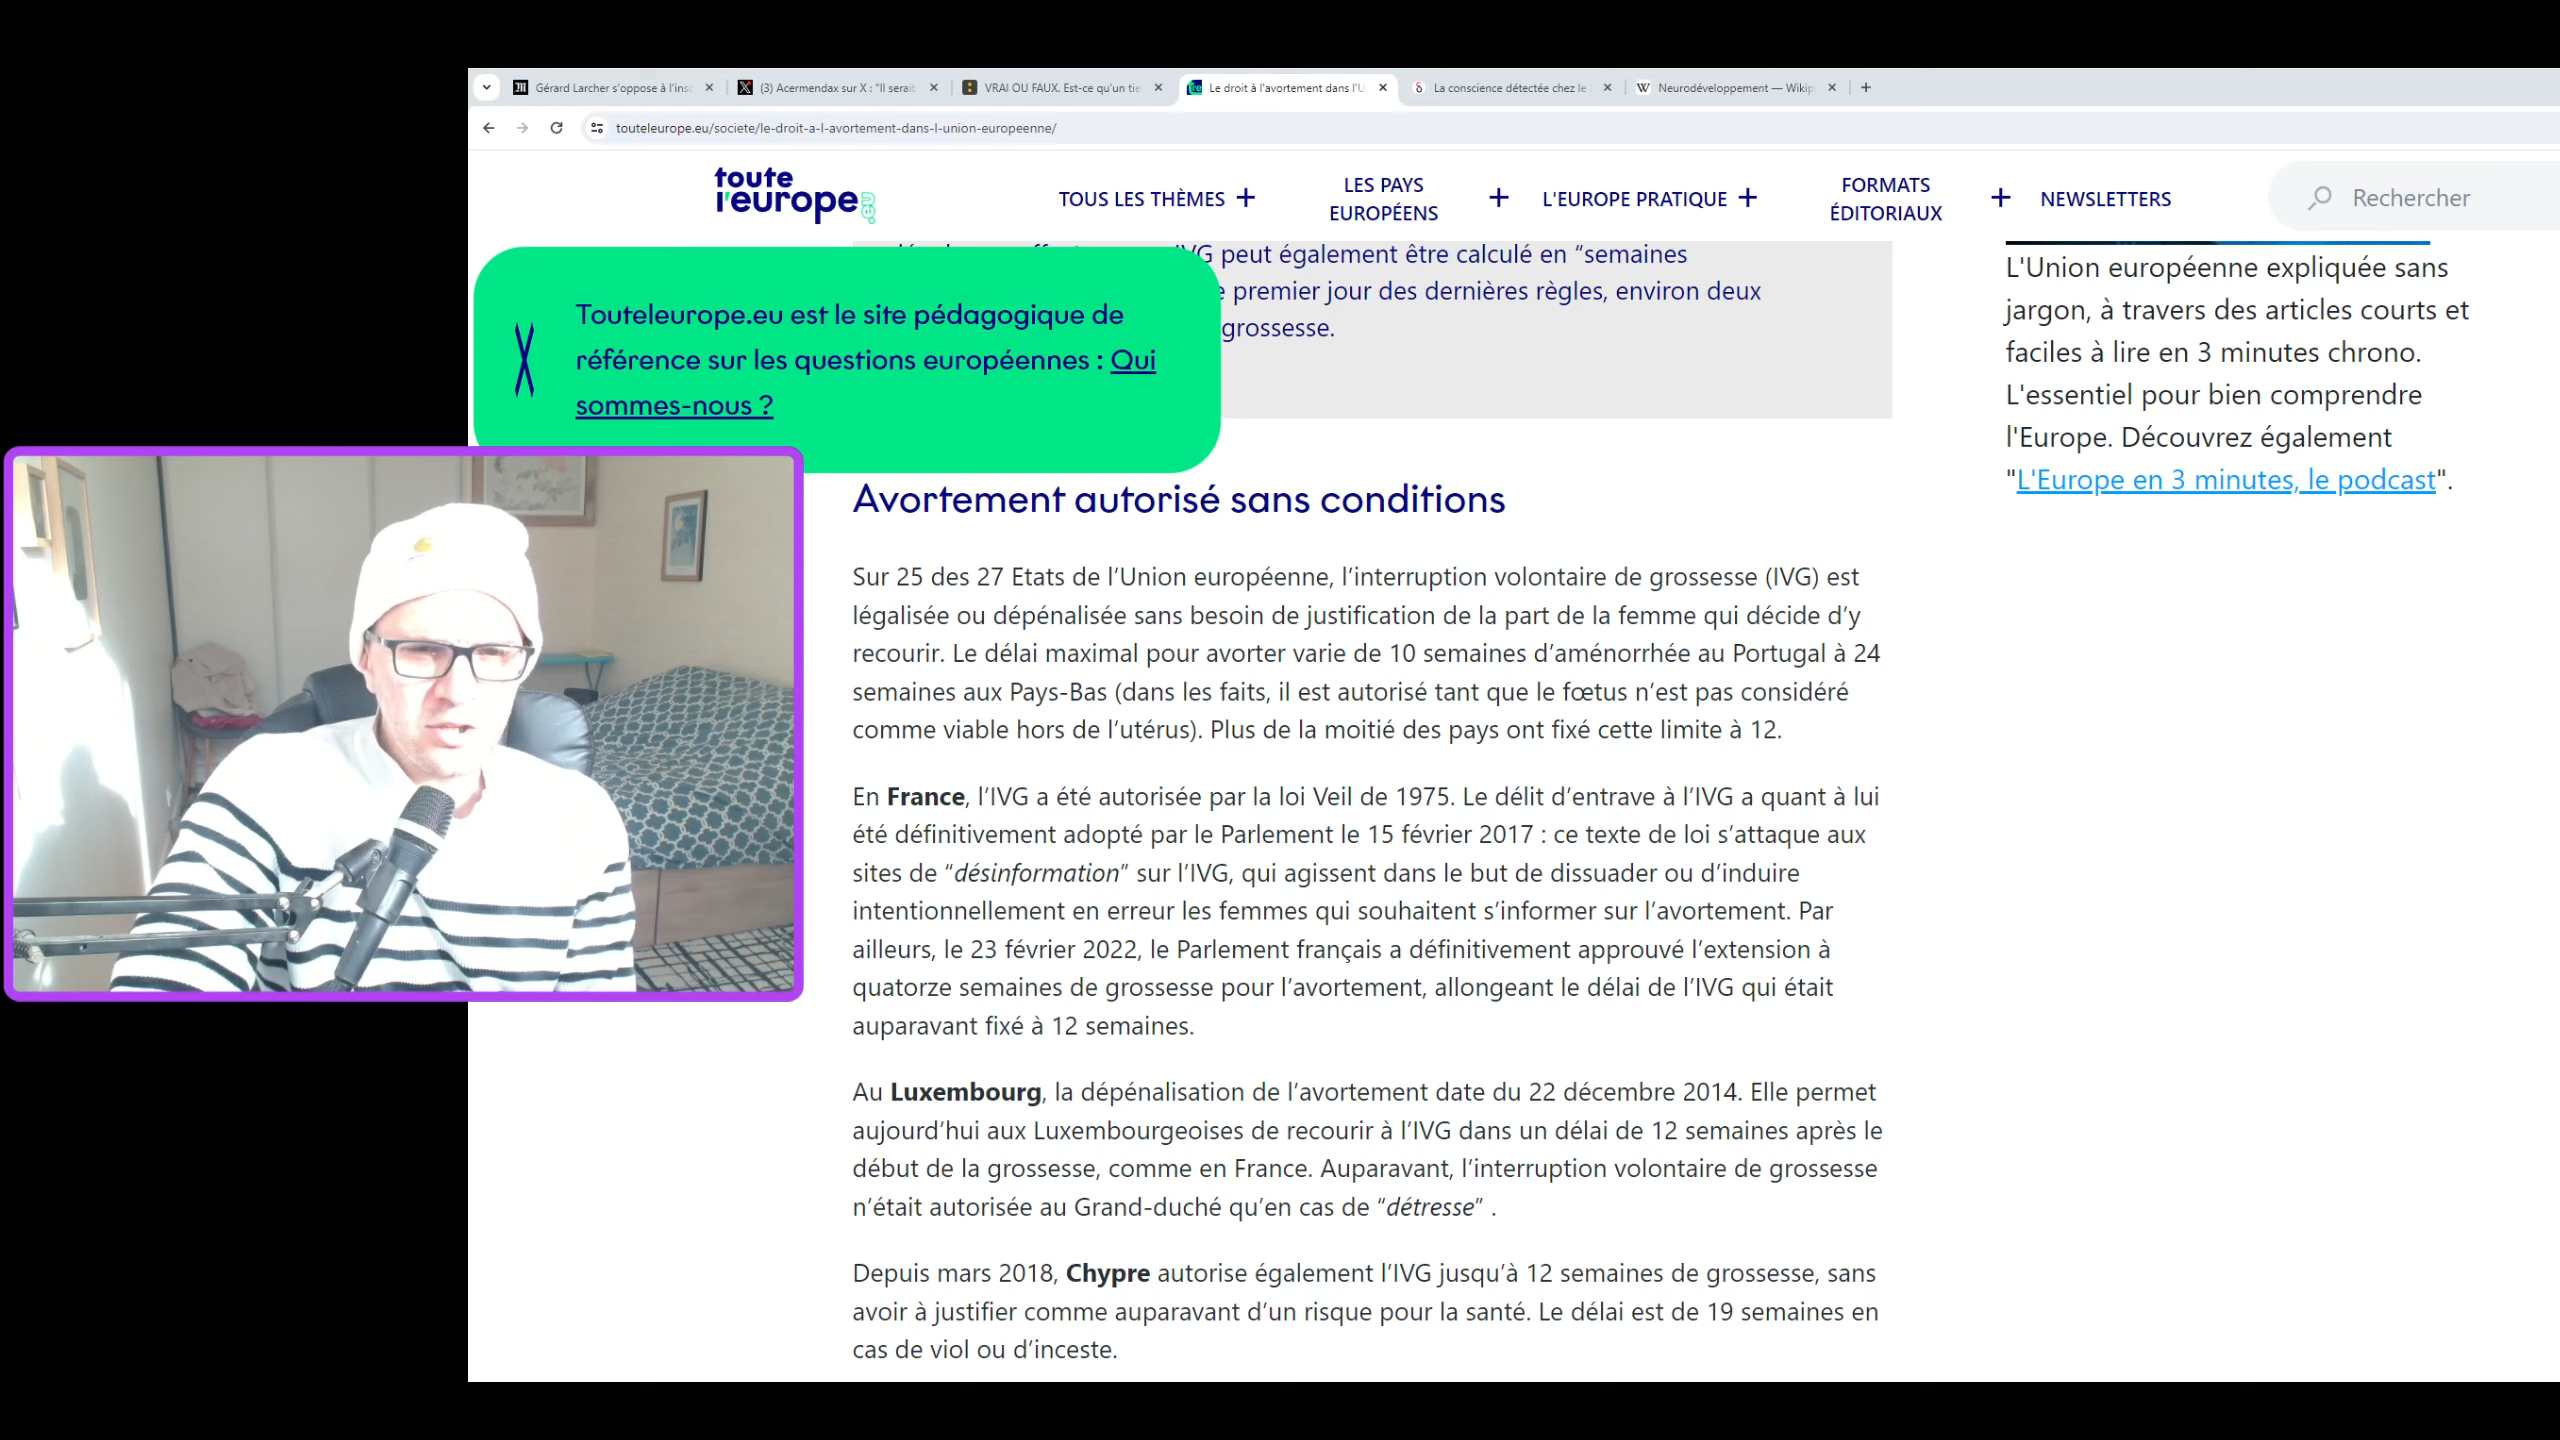 Gérard Larcher s'oppose à l'insc
(3) Acermendax sur X : "Il serait
VRAI OU FAUX. Est-ce qu'un tie
Le droit à l'avortement dans l'U
La conscience détectée chez le
Neurodéveloppement — Wikip
touteleurope.eu/societe/le-droit-a-l-avortement-dans-l-union-europeenne/
toute
l'europe.eu
TOUS LES THÈMES +
LES PAYS
EUROPÉENS +
L'EUROPE PRATIQUE +
FORMATS
ÉDITORIAUX +
NEWSLETTERS
Rechercher
IVG peut également être calculé en “semaines
premier jour des dernières règles, environ deux
grossesse.
Touteleurope.eu est le site pédagogique de
référence sur les questions européennes : Qui
sommes-nous ?
L'Union européenne expliquée sans
jargon, à travers des articles courts et
faciles à lire en 3 minutes chrono.
L'essentiel pour bien comprendre
l'Europe. Découvrez également
"L'Europe en 3 minutes, le podcast".
Avortement autorisé sans conditions
Sur 25 des 27 Etats de l’Union européenne, l’interruption volontaire de grossesse (IVG) est
légalisée ou dépénalisée sans besoin de justification de la part de la femme qui décide d’y
recourir. Le délai maximal pour avorter varie de 10 semaines d’aménorrhée au Portugal à 24
semaines aux Pays-Bas (dans les faits, il est autorisé tant que le fœtus n’est pas considéré
comme viable hors de l’utérus). Plus de la moitié des pays ont fixé cette limite à 12.
En France, l’IVG a été autorisée par la loi Veil de 1975. Le délit d’entrave à l’IVG a quant à lui
été définitivement adopté par le Parlement le 15 février 2017 : ce texte de loi s’attaque aux
sites de “désinformation” sur l’IVG, qui agissent dans le but de dissuader ou d’induire
intentionnellement en erreur les femmes qui souhaitent s’informer sur l’avortement. Par
ailleurs, le 23 février 2022, le Parlement français a définitivement approuvé l’extension à
quatorze semaines de grossesse pour l’avortement, allongeant le délai de l’IVG qui était
auparavant fixé à 12 semaines.
Au Luxembourg, la dépénalisation de l’avortement date du 22 décembre 2014. Elle permet
aujourd’hui aux Luxembourgeoises de recourir à l’IVG dans un délai de 12 semaines après le
début de la grossesse, comme en France. Auparavant, l’interruption volontaire de grossesse
n’était autorisée au Grand-duché qu’en cas de “détresse” .
Depuis mars 2018, Chypre autorise également l’IVG jusqu’à 12 semaines de grossesse, sans
avoir à justifier comme auparavant d’un risque pour la santé. Le délai est de 19 semaines en
cas de viol ou d’inceste.